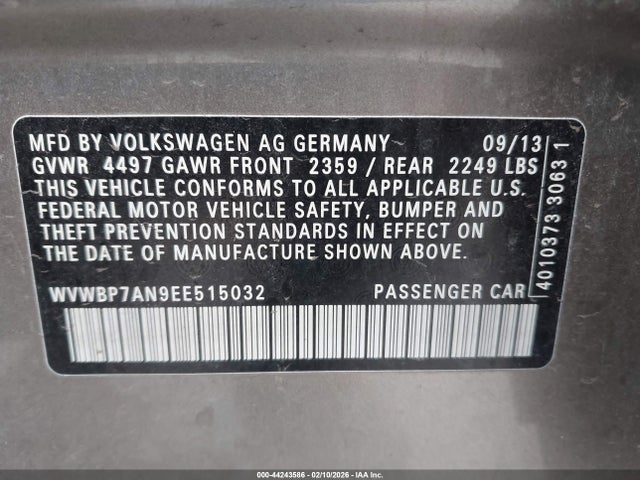 MFD BY VOLKSWAGEN AG GERMANY 09/13
GVWR 4497 GAWR FRONT 2359 / REAR 2249 LBS
THIS VEHICLE CONFORMS TO ALL APPLICABLE U.S.
FEDERAL MOTOR VEHICLE SAFETY, BUMPER AND
THEFT PREVENTION STANDARDS IN EFFECT ON
THE DATE OF MANUFACTURE SHOWN ABOVE.
WVWBP7AN9EE515032 PASSENGER CAR
4010373 3063 1
000-44243586 - 02/10/2026 - IAA Inc.